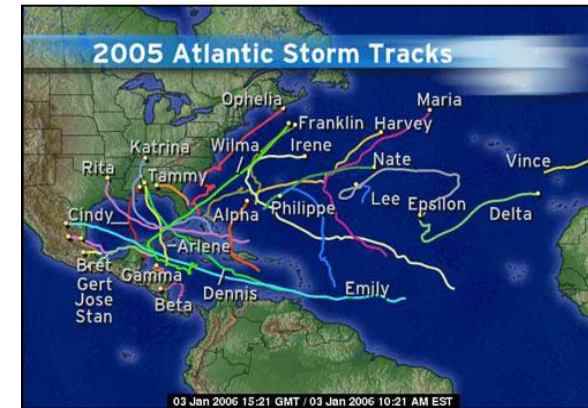 2005 Atlantic Storm Tracks
Ophelia
Maria
Franklin
Harvey
Katrina
Wilma
Irene
Rita
Tammy
Nate
Vince
Cindy
Alpha
Philippe
Lee
Epsilon
Delta
Arlene
Bret
Gamma
Gert
Jose
Dennis
Emily
Stan
Beta
03 Jan 2006 15:21 GMT / 03 Jan 2006 10:21 AM EST